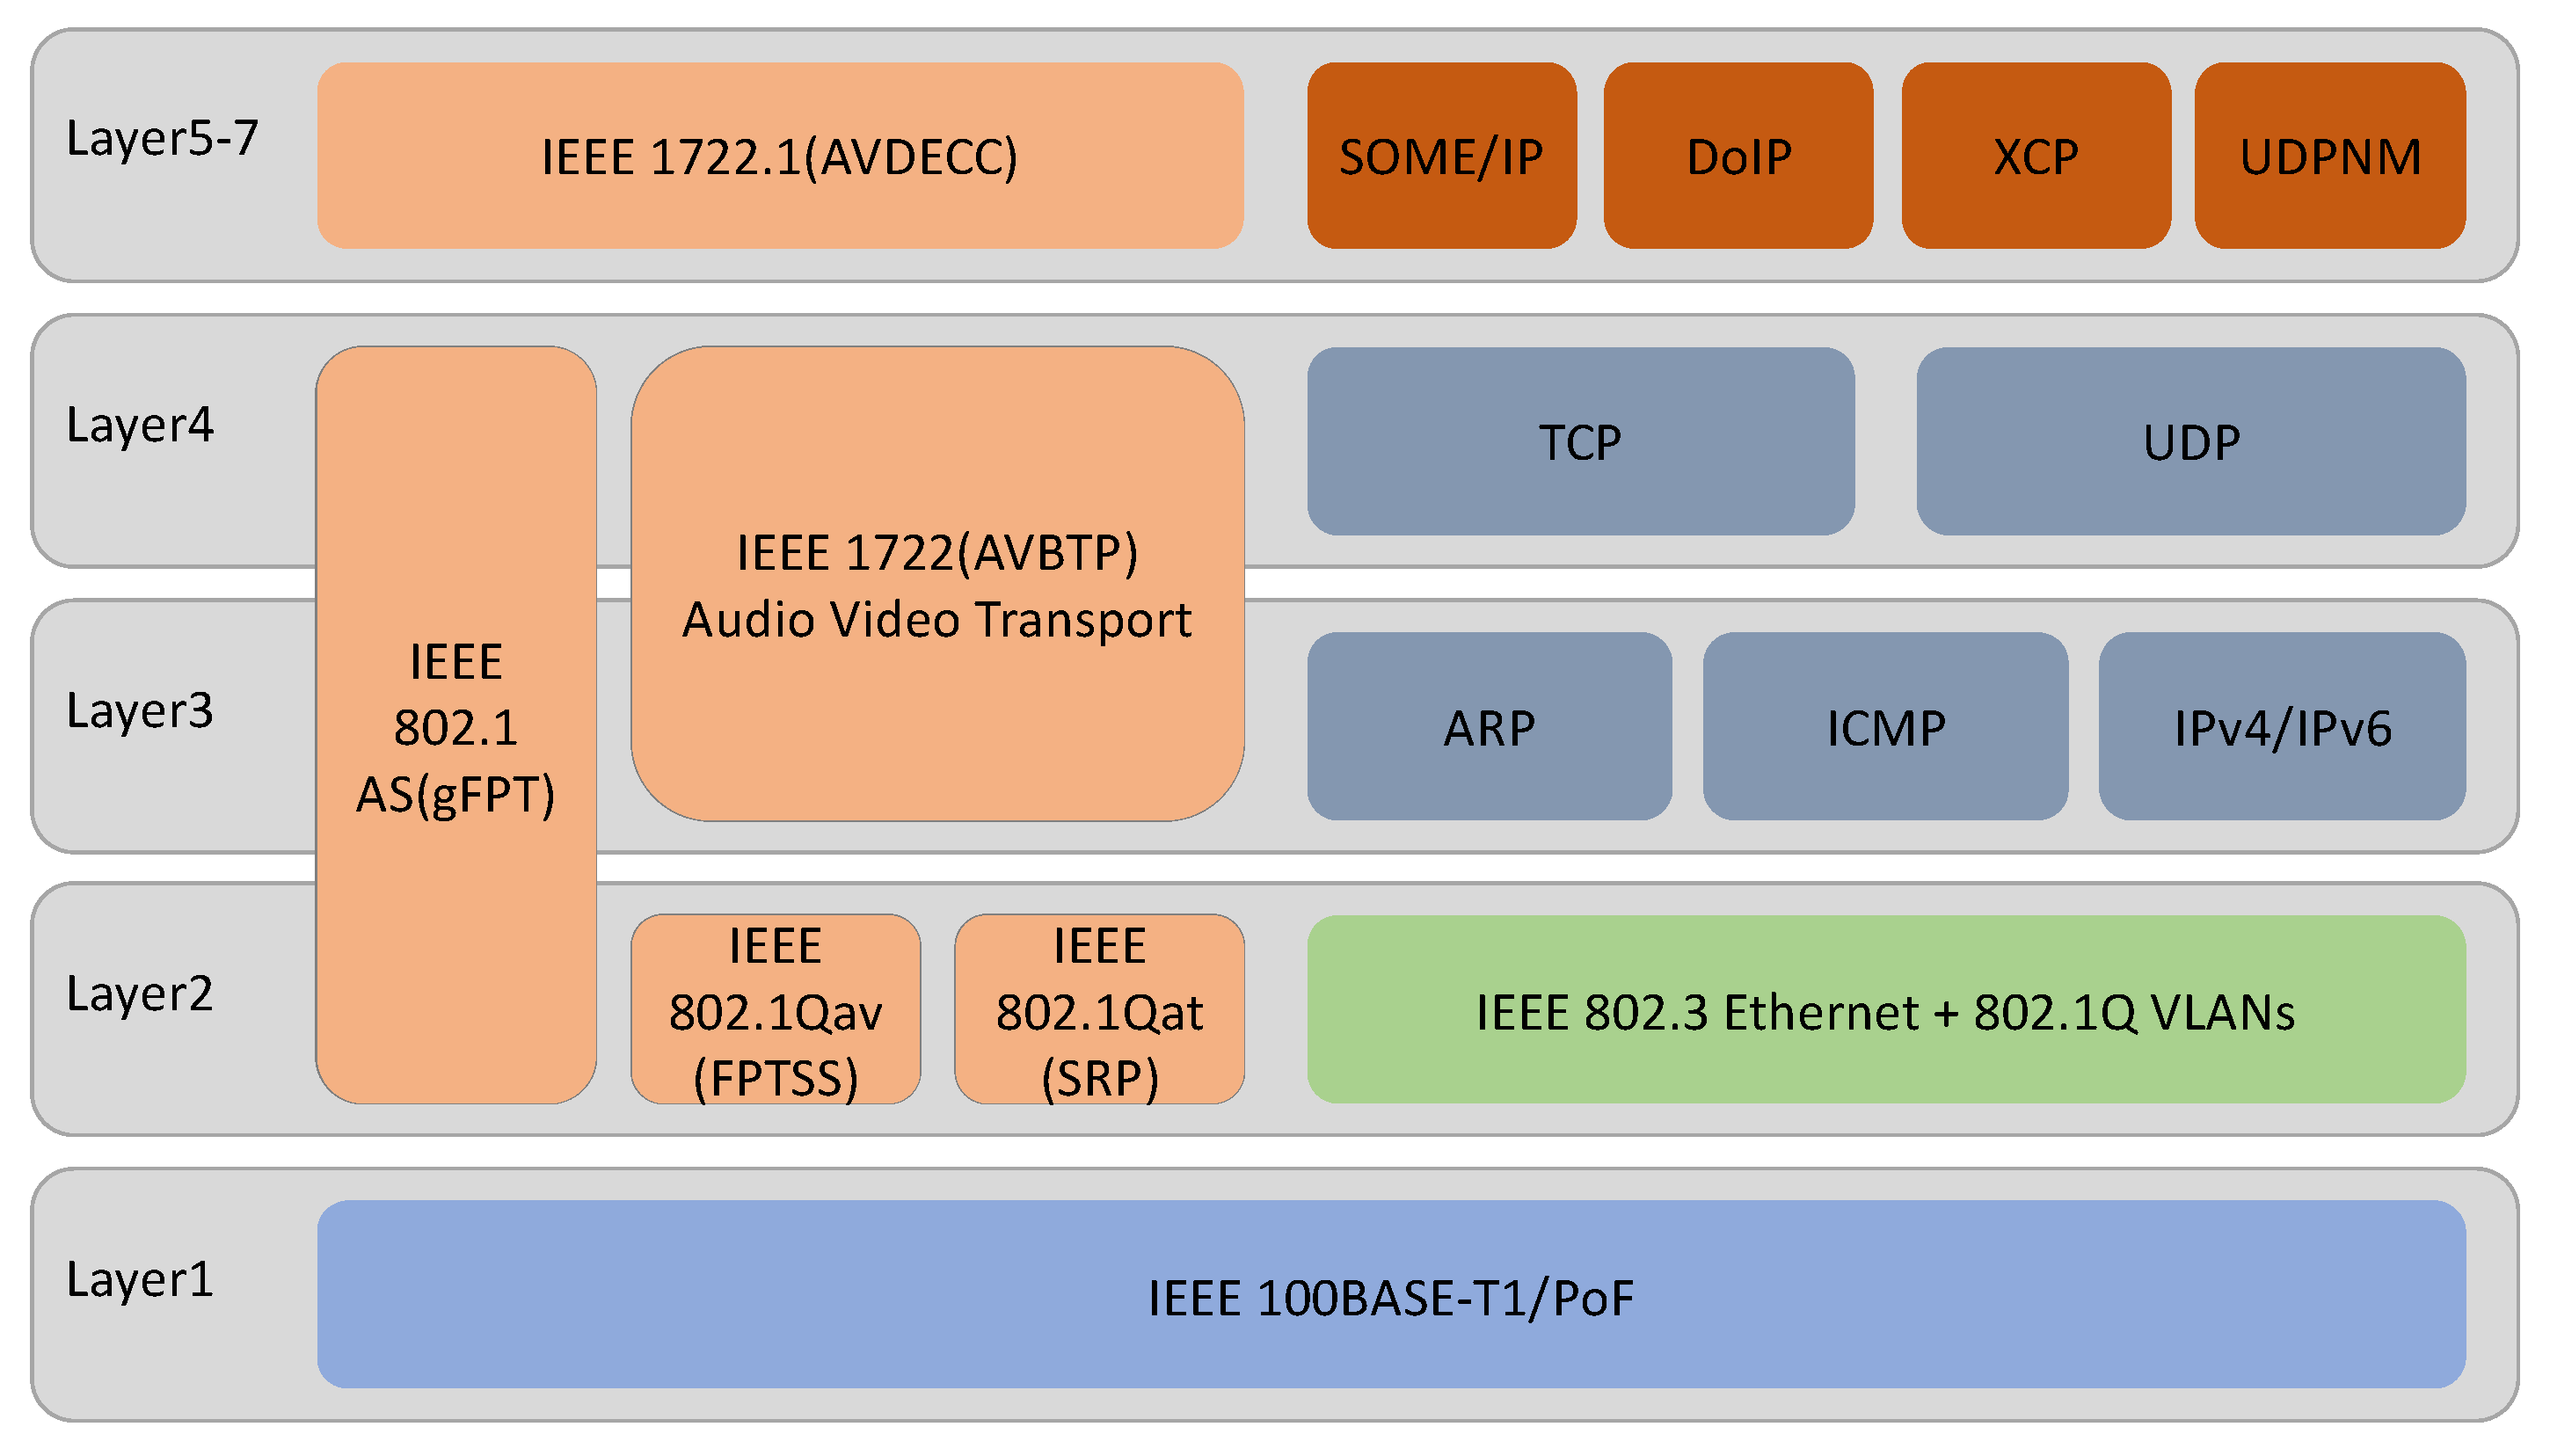 Layer5-7
IEEE 1722.1(AVDECC)
SOME/IP
DoIP
XCP
UDPNM
Layer4
TCP
UDP
IEEE 1722(AVBTP)
Audio Video Transport
IEEE
802.1
AS(gFPT)
Layer3
ARP
ICMP
IPv4/IPv6
Layer2
IEEE
802.1Qav
(FPTSS)
IEEE
802.1Qat
(SRP)
IEEE 802.3 Ethernet + 802.1Q VLANs
Layer1
IEEE 100BASE-T1/PoF